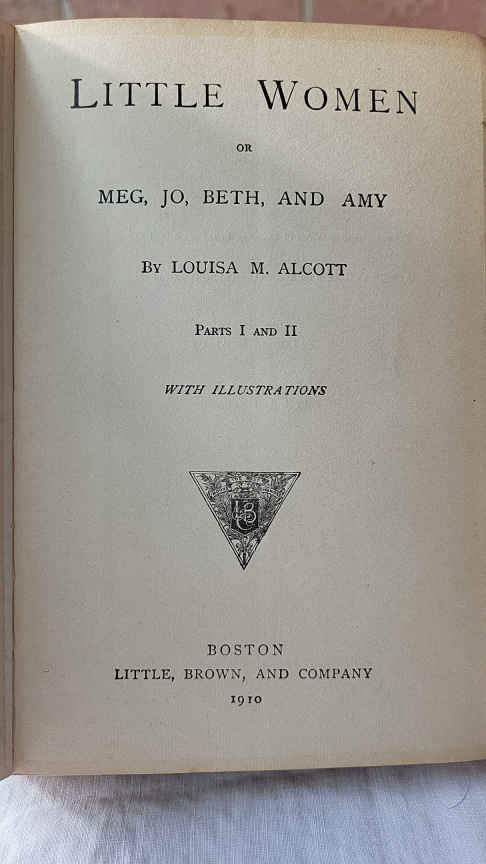 LITTLE WOMEN
OR
MEG, JO, BETH, AND AMY
BY LOUISA M. ALCOTT
PARTS I AND II
WITH ILLUSTRATIONS
BOSTON
LITTLE, BROWN, AND COMPANY
1910